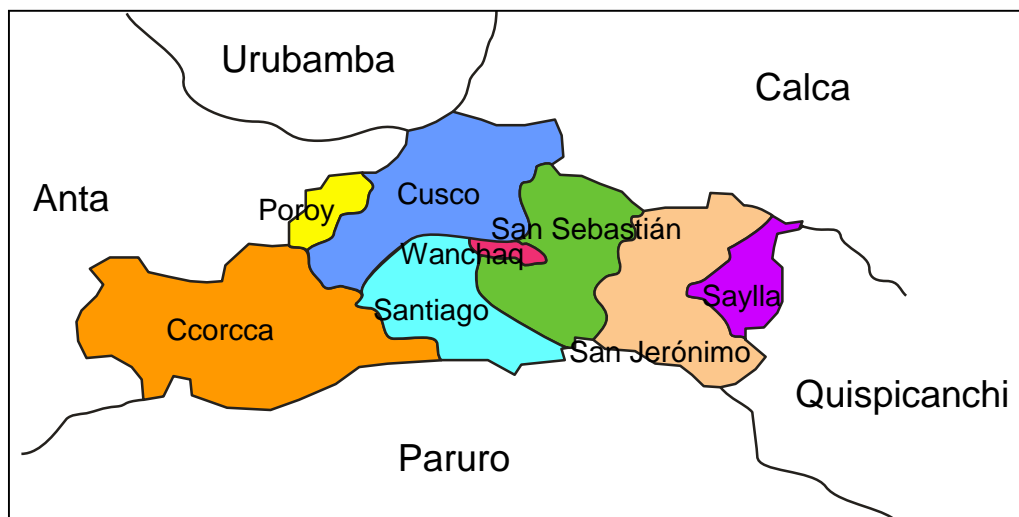 Urubamba
Calca
Anta
Poroy
Cusco
San Sebastián
Wanchaq
Saylla
Santiago
Ccorcca
San Jerónimo
Quispicanchi
Paruro